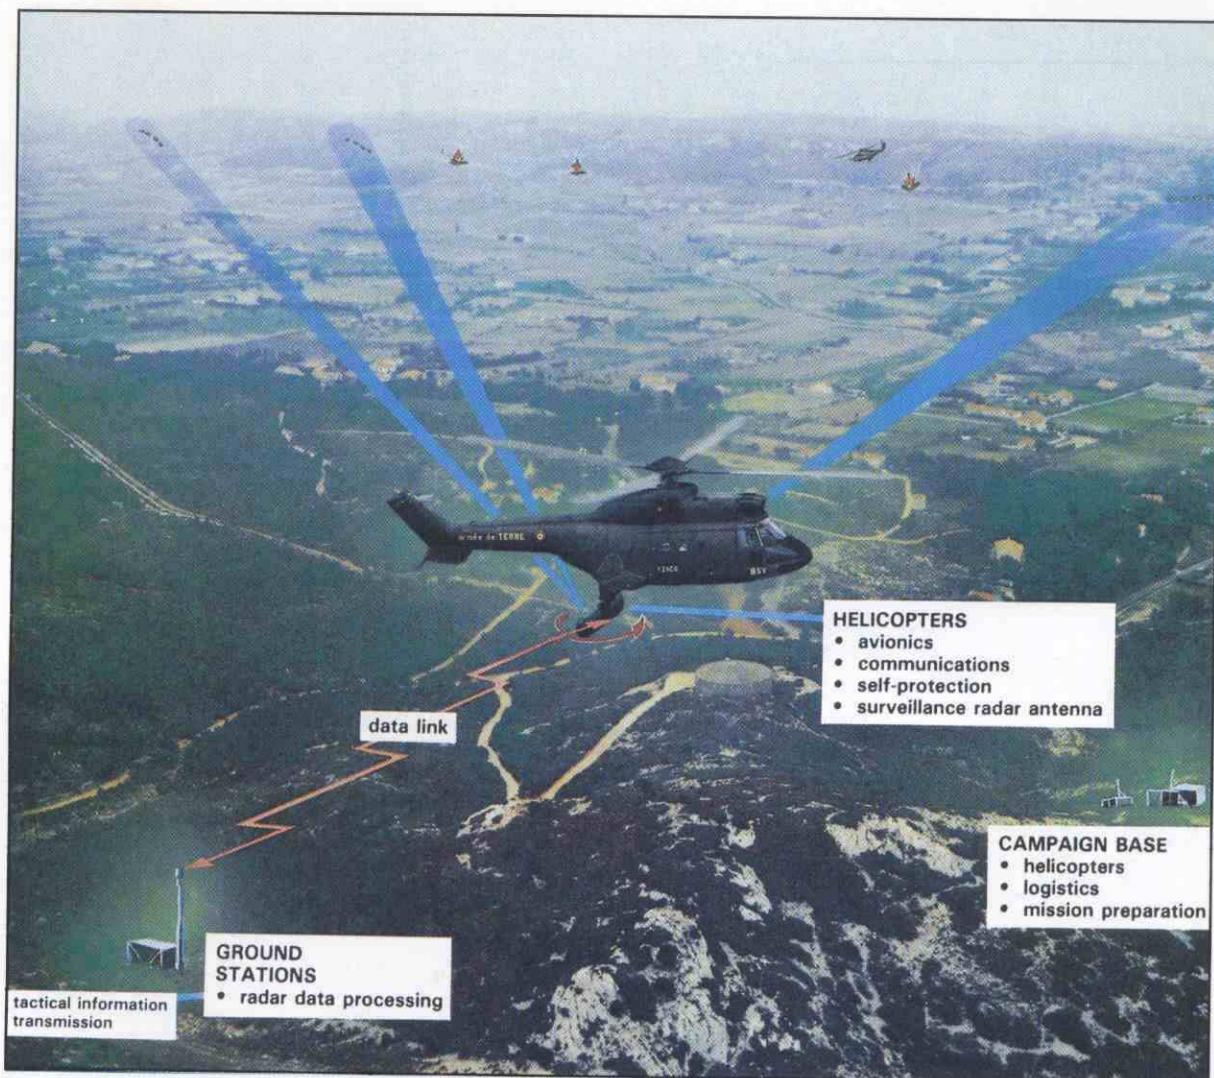 armée de TERRE
BSY
HELICOPTERS
• avionics
• communications
• self-protection
• surveillance radar antenna
data link
CAMPAIGN BASE
• helicopters
• logistics
• mission preparation
GROUND
STATIONS
• radar data processing
tactical information
transmission